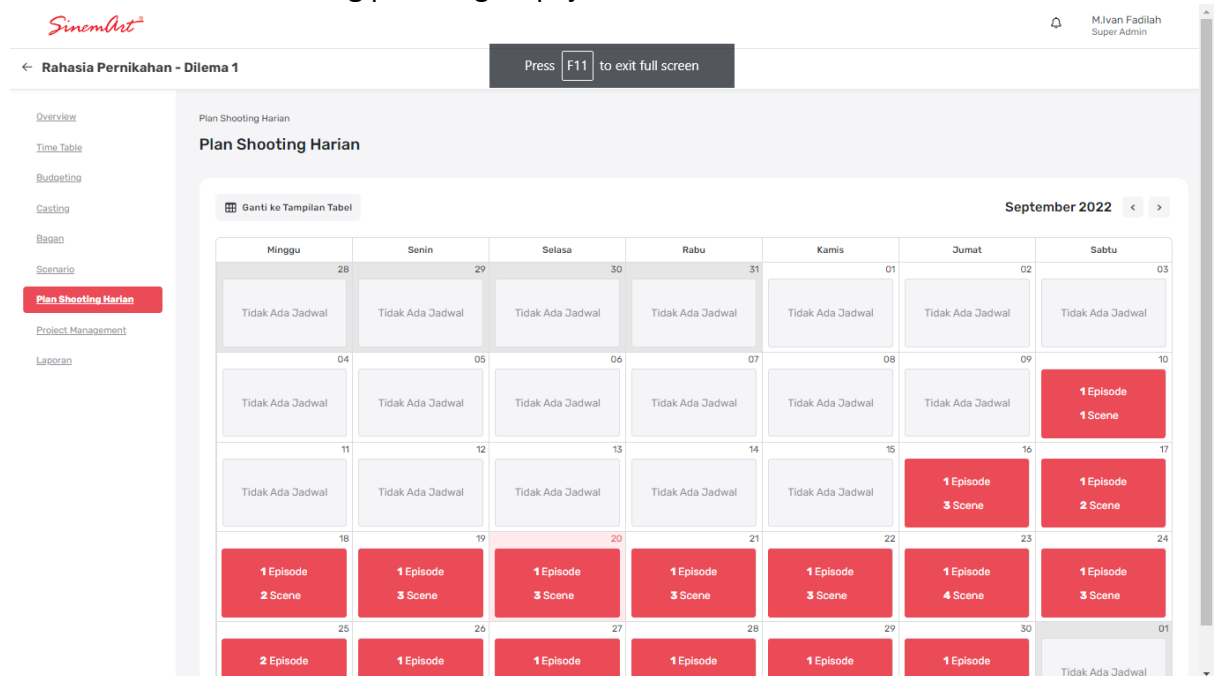 SinemArt
M.Ivan Fadilah
Super Admin
← Rahasia Pernikahan - Dilema 1
Press F11 to exit full screen
Overview
Time Table
Budgeting
Casting
Bagan
Scenario
Plan Shooting Harian
Project Management
Laporan
Plan Shooting Harian
Plan Shooting Harian
Ganti ke Tampilan Tabel
September 2022 < >
Minggu Senin Selasa Rabu Kamis Jumat Sabtu
28 29 30 31 01 02 03
Tidak Ada Jadwal Tidak Ada Jadwal Tidak Ada Jadwal Tidak Ada Jadwal Tidak Ada Jadwal Tidak Ada Jadwal Tidak Ada Jadwal
04 05 06 07 08 09 10
Tidak Ada Jadwal Tidak Ada Jadwal Tidak Ada Jadwal Tidak Ada Jadwal Tidak Ada Jadwal Tidak Ada Jadwal 1 Episode
1 Scene
11 12 13 14 15 16 17
Tidak Ada Jadwal Tidak Ada Jadwal Tidak Ada Jadwal Tidak Ada Jadwal Tidak Ada Jadwal 1 Episode 1 Episode
3 Scene 2 Scene
18 19 20 21 22 23 24
1 Episode 1 Episode 1 Episode 1 Episode 1 Episode 1 Episode 1 Episode
2 Scene 3 Scene 3 Scene 3 Scene 3 Scene 4 Scene 3 Scene
25 26 27 28 29 30 01
2 Episode 1 Episode 1 Episode 1 Episode 1 Episode 1 Episode Tidak Ada Jadwal